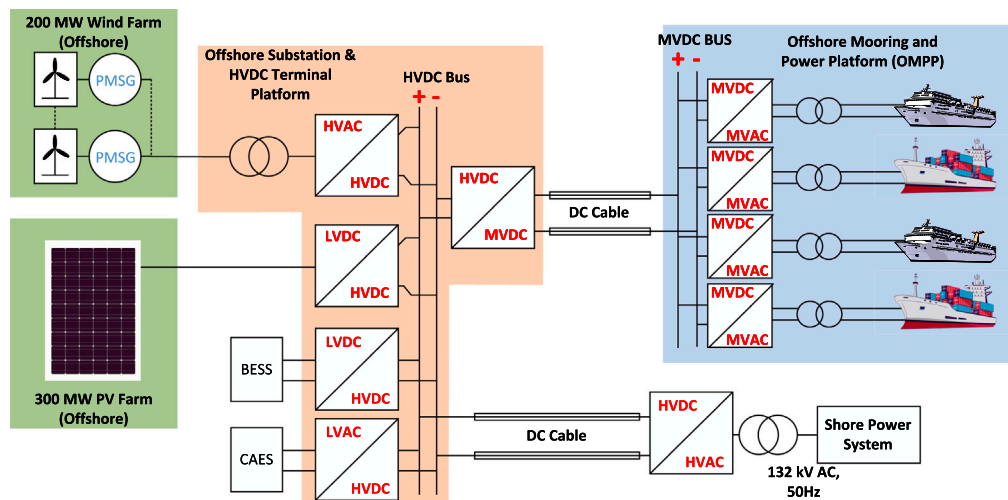 200 MW Wind Farm
(Offshore)
PMSG
PMSG
300 MW PV Farm
(Offshore)
Offshore Substation &
HVDC Terminal
Platform
HVDC Bus
+ -
HVAC
HVDC
LVDC
HVDC
BESS
LVDC
HVDC
CAES
LVAC
HVDC
HVDC
MVDC
DC Cable
MVDC BUS
+ -
Offshore Mooring and
Power Platform (OMPP)
MVDC
MVAC
MVDC
MVAC
MVDC
MVAC
MVDC
MVAC
DC Cable
HVDC
HVAC
132 kV AC,
50Hz
Shore Power
System